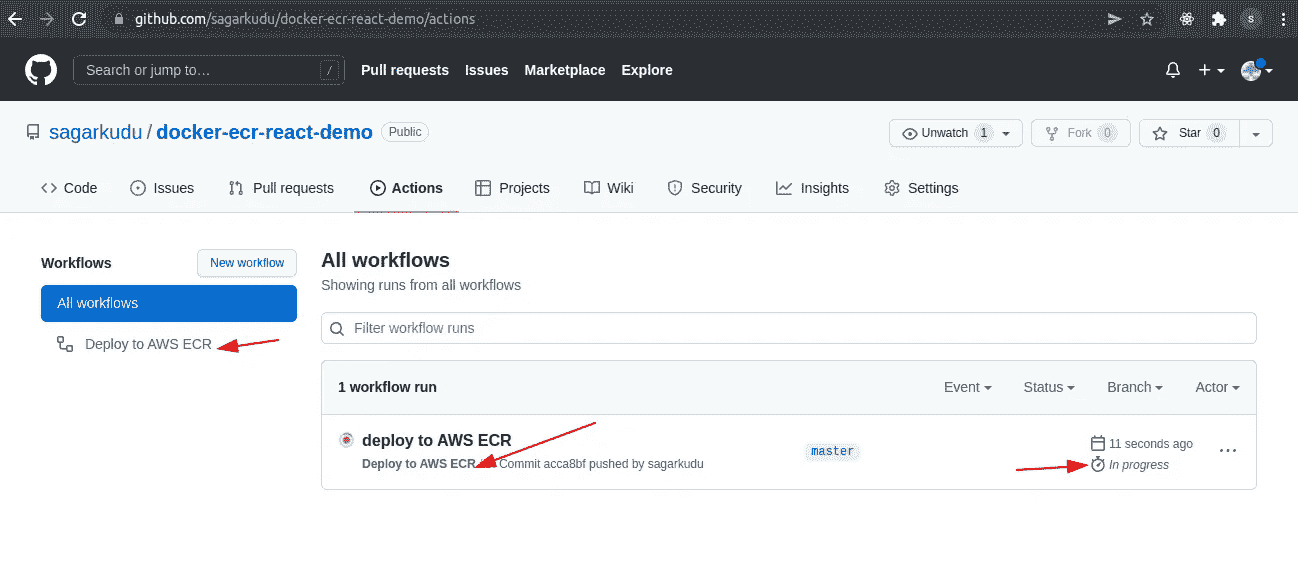 github.com/sagarkudu/docker-ecr-react-demo/actions
S
Search or jump to…
/
Pull requests
Issues
Marketplace
Explore
sagarkudu / docker-ecr-react-demo
Public
Unwatch 1
Fork 0
Star 0
Code
Issues
Pull requests
Actions
Projects
Wiki
Security
Insights
Settings
Workflows
New workflow
All workflows
Deploy to AWS ECR
All workflows
Showing runs from all workflows
Filter workflow runs
1 workflow run
Event
Status
Branch
Actor
deploy to AWS ECR
Deploy to AWS ECR Commit acca8bf pushed by sagarkudu
master
11 seconds ago
In progress